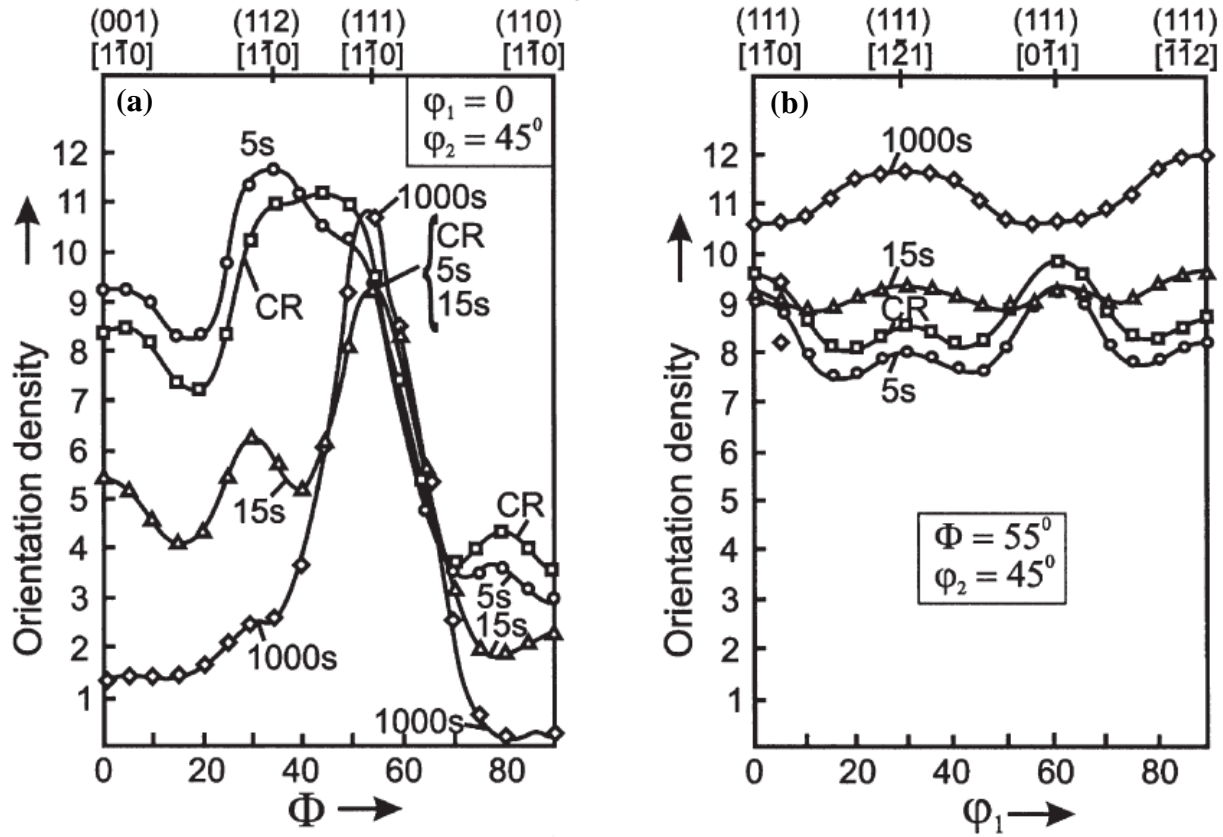 (001) (112) (111) (110)
[11̄0] [11̄0] [11̄0] [11̄0]
(a)
φ₁ = 0
φ₂ = 45⁰
5s
CR
1000s
CR
5s
15s
15s
1000s
CR
5s
15s
1000s
12
11
10
9
8
7
6
5
4
3
2
1
Orientation density
0 20 40 60 80
Φ
(111) (111) (111) (111)
[11̄0] [12̄1] [01̄1] [1̄1̄2]
(b)
1000s
15s
CR
5s
Φ = 55⁰
φ₂ = 45⁰
12
11
10
9
8
7
6
5
4
3
2
1
Orientation density
0 20 40 60 80
φ₁